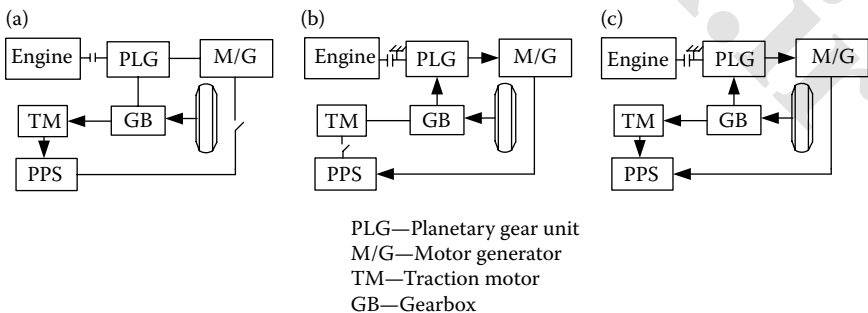 (a)
(b)
(c)
Engine
PLG
M/G
Engine
PLG
M/G
Engine
PLG
M/G
TM
GB
TM
GB
TM
GB
PPS
PPS
PPS
PLG—Planetary gear unit
M/G—Motor generator
TM—Traction motor
GB—Gearbox